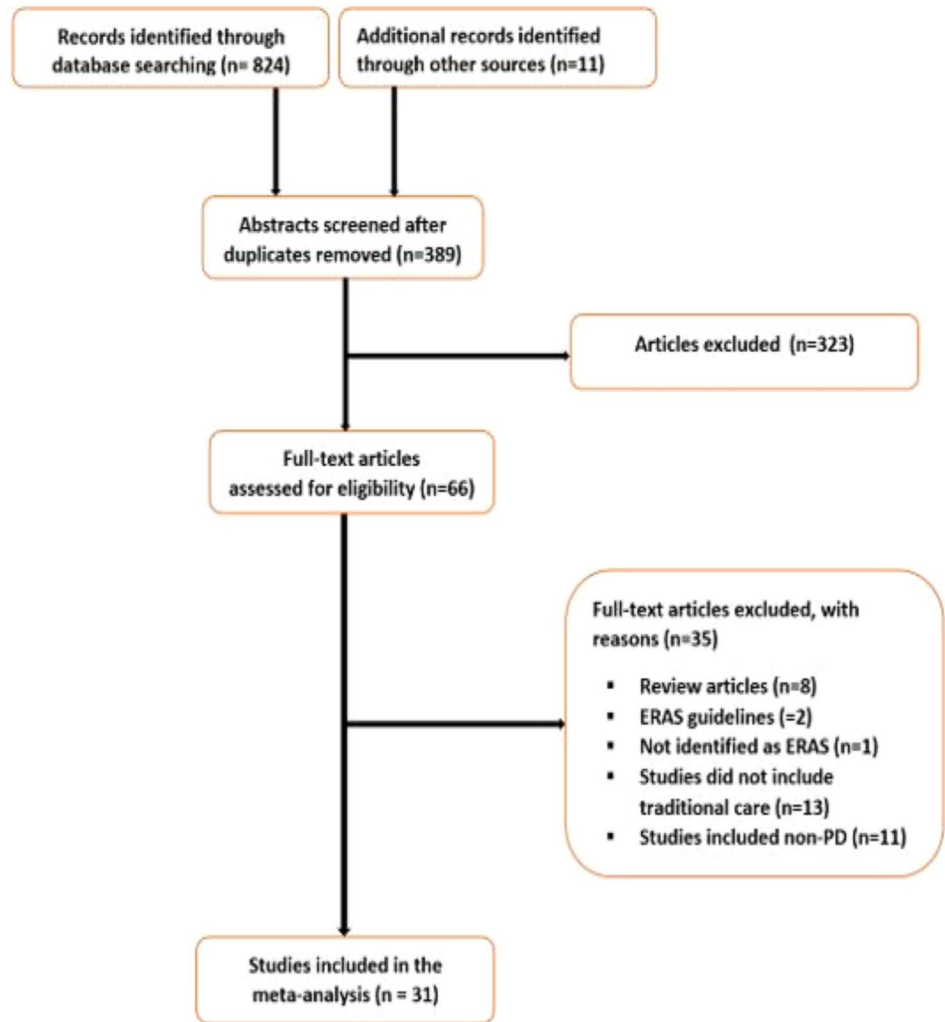 Records identified through
database searching (n= 824)
Additional records identified
through other sources (n=11)
Abstracts screened after
duplicates removed (n=389)
Articles excluded (n=323)
Full-text articles
assessed for eligibility (n=66)
Full-text articles excluded, with
reasons (n=35)
▪ Review articles (n=8)
▪ ERAS guidelines (=2)
▪ Not identified as ERAS (n=1)
▪ Studies did not include
traditional care (n=13)
▪ Studies included non-PD (n=11)
Studies included in the
meta-analysis (n = 31)